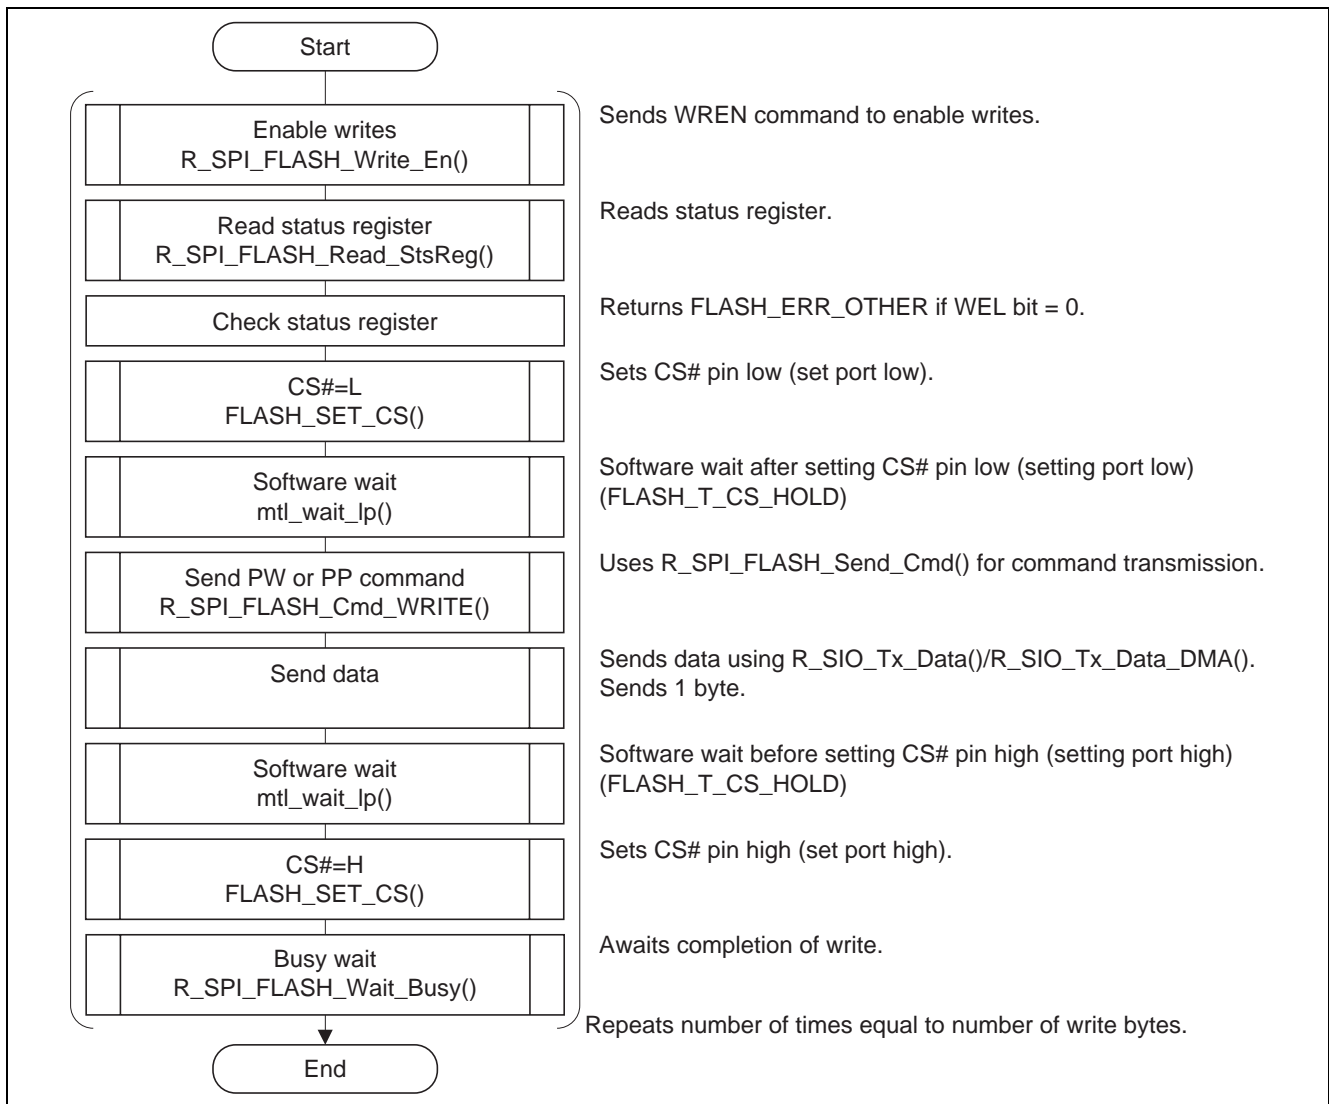 Start
Enable writes
R_SPI_FLASH_Write_En()
Sends WREN command to enable writes.
Read status register
R_SPI_FLASH_Read_StsReg()
Reads status register.
Check status register
Returns FLASH_ERR_OTHER if WEL bit = 0.
CS#=L
FLASH_SET_CS()
Sets CS# pin low (set port low).
Software wait
mtl_wait_lp()
Software wait after setting CS# pin low (setting port low)
(FLASH_T_CS_HOLD)
Send PW or PP command
R_SPI_FLASH_Cmd_WRITE()
Uses R_SPI_FLASH_Send_Cmd() for command transmission.
Send data
Sends data using R_SIO_Tx_Data()/R_SIO_Tx_Data_DMA().
Sends 1 byte.
Software wait
mtl_wait_lp()
Software wait before setting CS# pin high (setting port high)
(FLASH_T_CS_HOLD)
CS#=H
FLASH_SET_CS()
Sets CS# pin high (set port high).
Busy wait
R_SPI_FLASH_Wait_Busy()
Awaits completion of write.
Repeats number of times equal to number of write bytes.
End